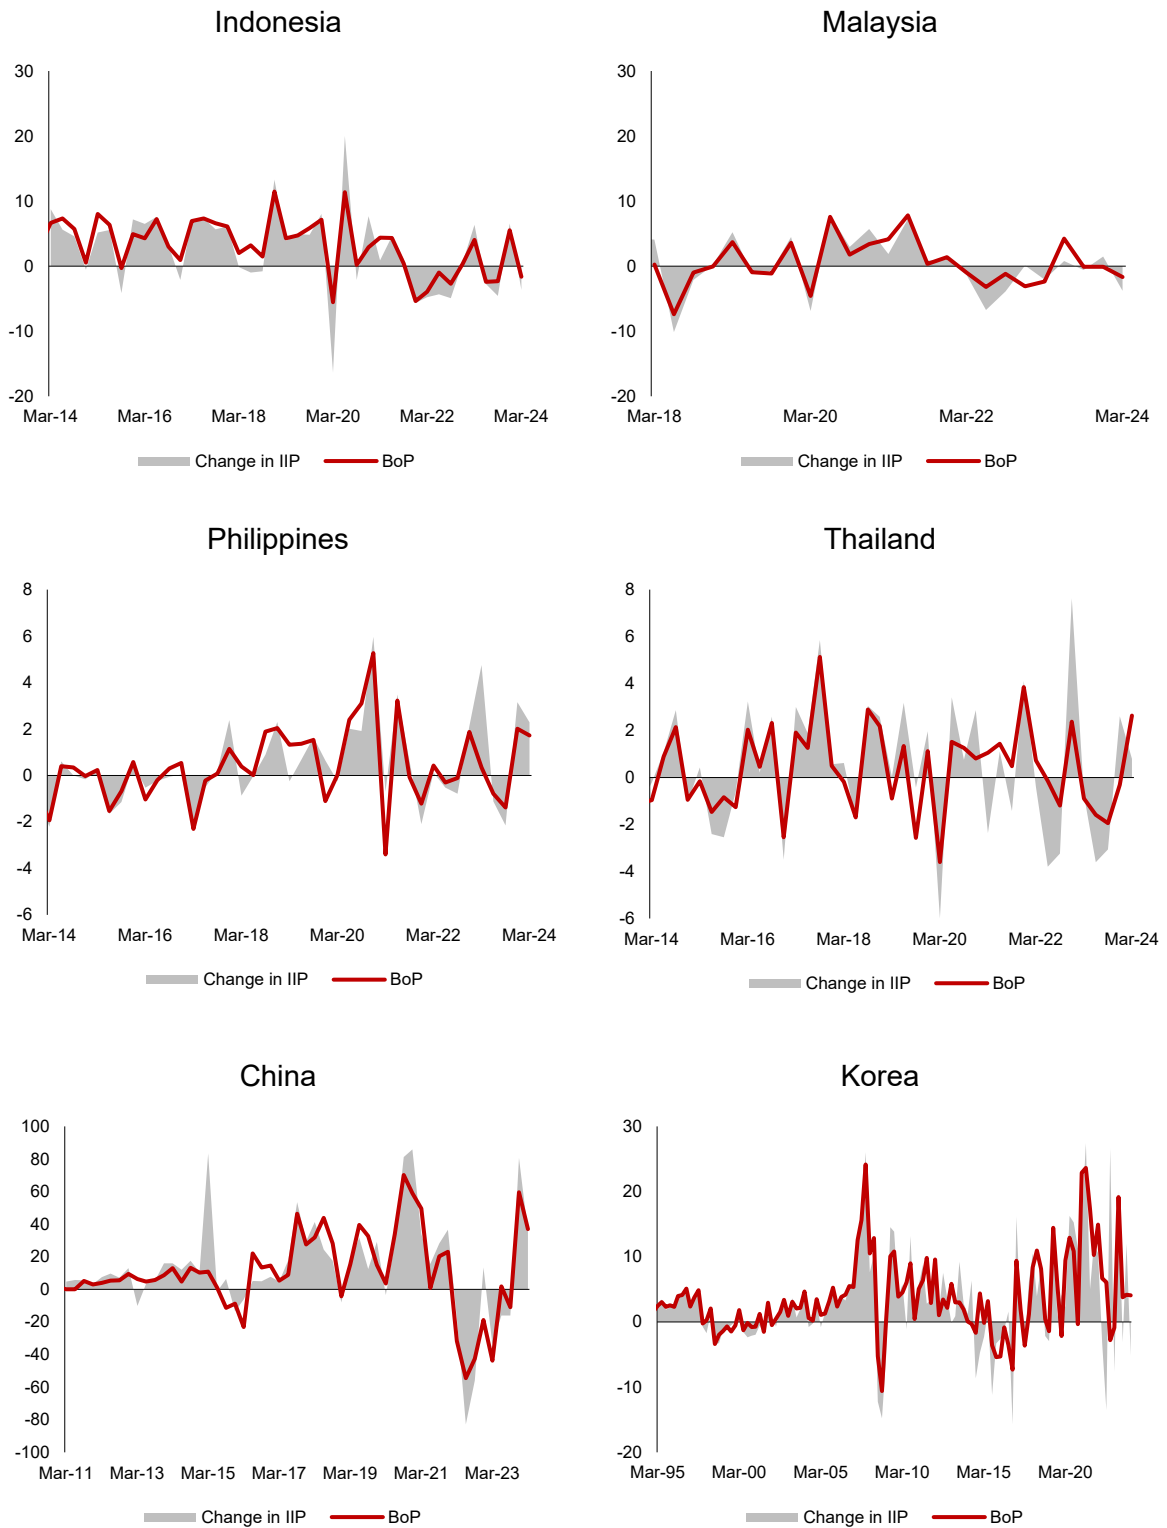 Indonesia
30
20
10
0
-10
-20
Mar-14 Mar-16 Mar-18 Mar-20 Mar-22 Mar-24
Change in IIP BoP
Malaysia
30
20
10
0
-10
-20
Mar-18 Mar-20 Mar-22 Mar-24
Change in IIP BoP
Philippines
8
6
4
2
0
-2
-4
-6
Mar-14 Mar-16 Mar-18 Mar-20 Mar-22 Mar-24
Change in IIP BoP
Thailand
8
6
4
2
0
-2
-4
-6
Mar-14 Mar-16 Mar-18 Mar-20 Mar-22 Mar-24
Change in IIP BoP
China
100
80
60
40
20
0
-20
-40
-60
-80
-100
Mar-11 Mar-13 Mar-15 Mar-17 Mar-19 Mar-21 Mar-23
Change in IIP BoP
Korea
30
20
10
0
-10
-20
Mar-95 Mar-00 Mar-05 Mar-10 Mar-15 Mar-20
Change in IIP BoP